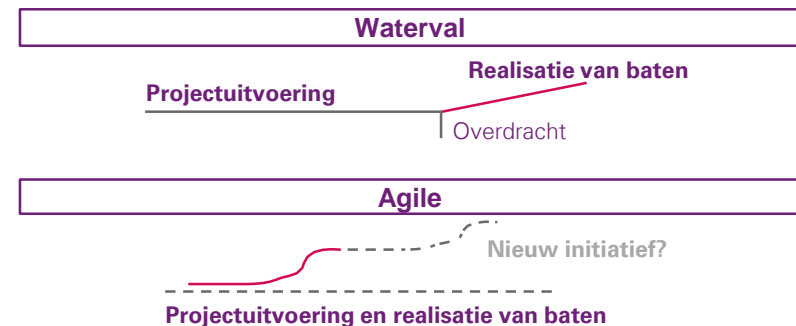 Waterval
Realisatie van baten
Projectuitvoering
Overdracht
Agile
Nieuw initiatief?
Projectuitvoering en realisatie van baten